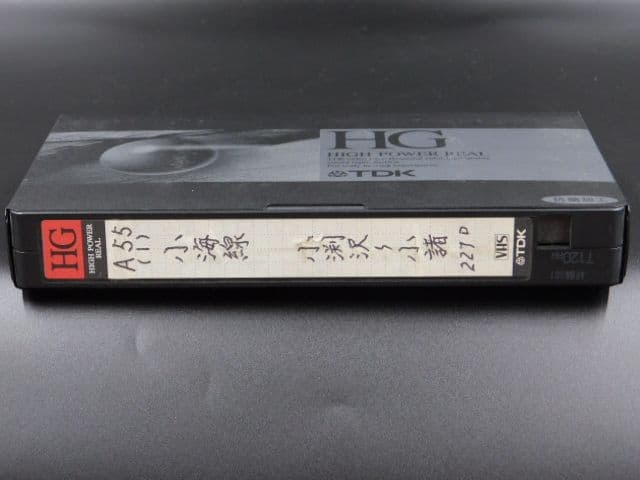 HG
HIGH POWER REAL
TDK
HG
HIGH POWER
REAL
A55
(1)
小海線
小渕沢〜小諸
227D
VHS
TDK
T120